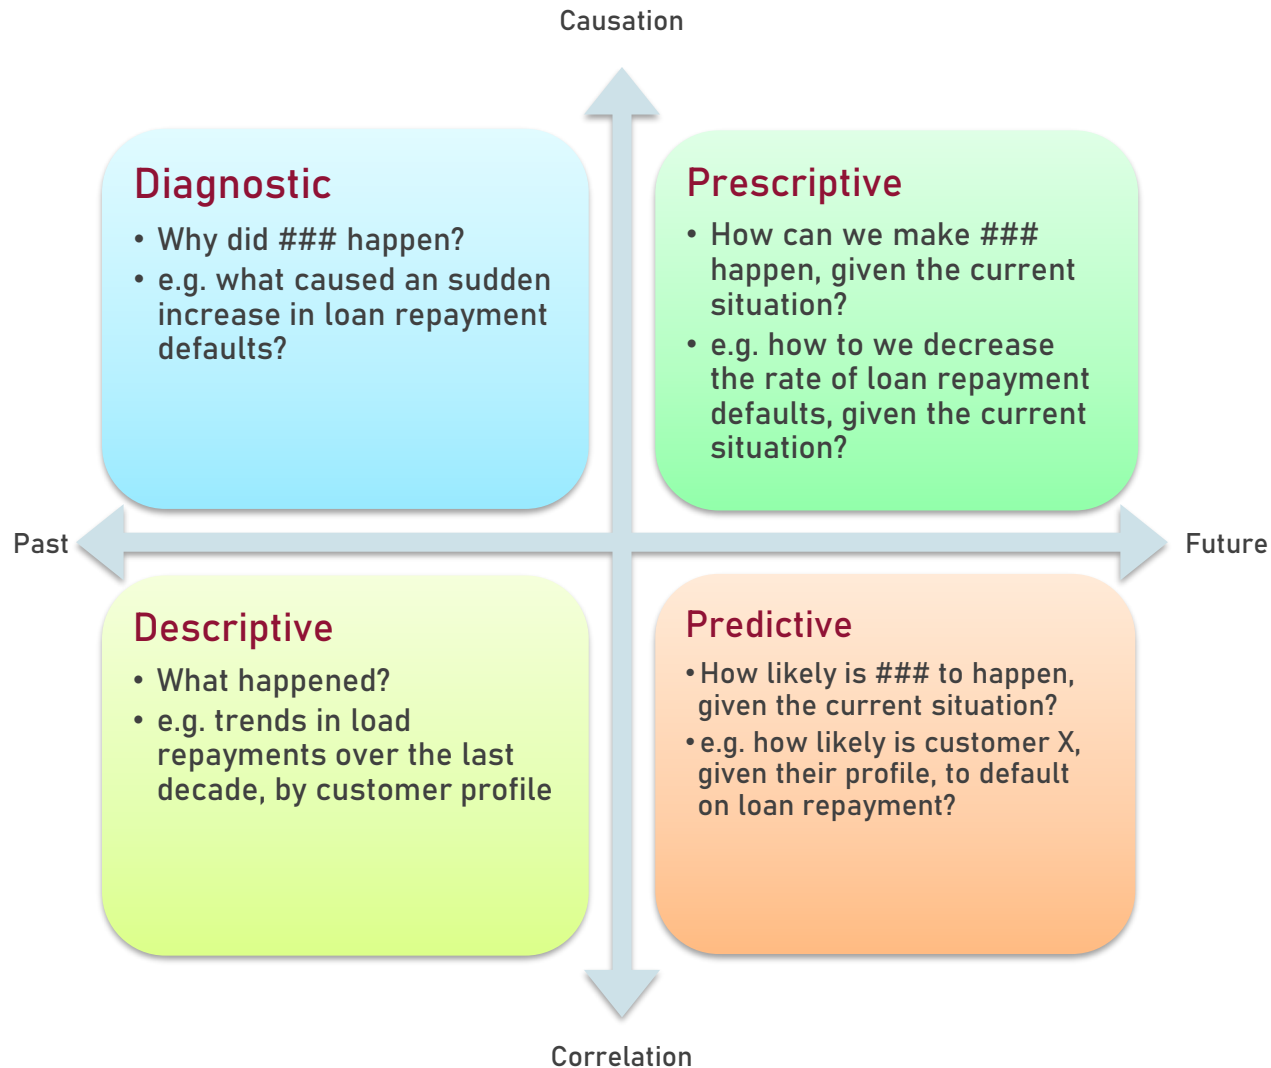 Causation
Diagnostic
• Why did ### happen?
• e.g. what caused an sudden
increase in loan repayment
defaults?
Prescriptive
• How can we make ###
happen, given the current
situation?
• e.g. how to we decrease
the rate of loan repayment
defaults, given the current
situation?
Past
Future
Descriptive
• What happened?
• e.g. trends in load
repayments over the last
decade, by customer profile
Predictive
• How likely is ### to happen,
given the current situation?
• e.g. how likely is customer X,
given their profile, to default
on loan repayment?
Correlation